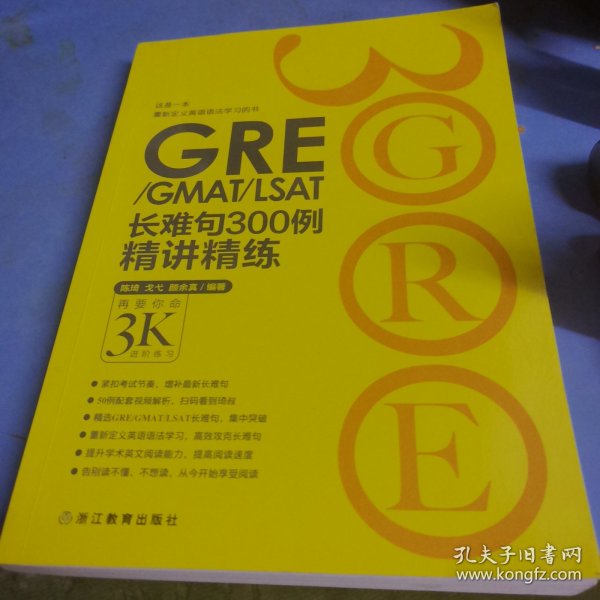 这是一本
重新定义英语语法学习的书
GRE
/GMAT/LSAT
长难句300例
精讲精练
陈琦 戈弋 顾余真/编著
再要你命
3K
进阶练习
紧扣考试节奏，增补最新长难句
50例配套视频解析，扫码看到琦叔
精选GRE/GMAT/LSAT长难句，集中突破
重新定义英语语法学习，高效攻克长难句
提升学术英文阅读能力，提高阅读速度
告别读不懂、不想读，从今开始享受阅读
浙江教育出版社
3
G
R
E
孔夫子旧书网
www.kongfz.com